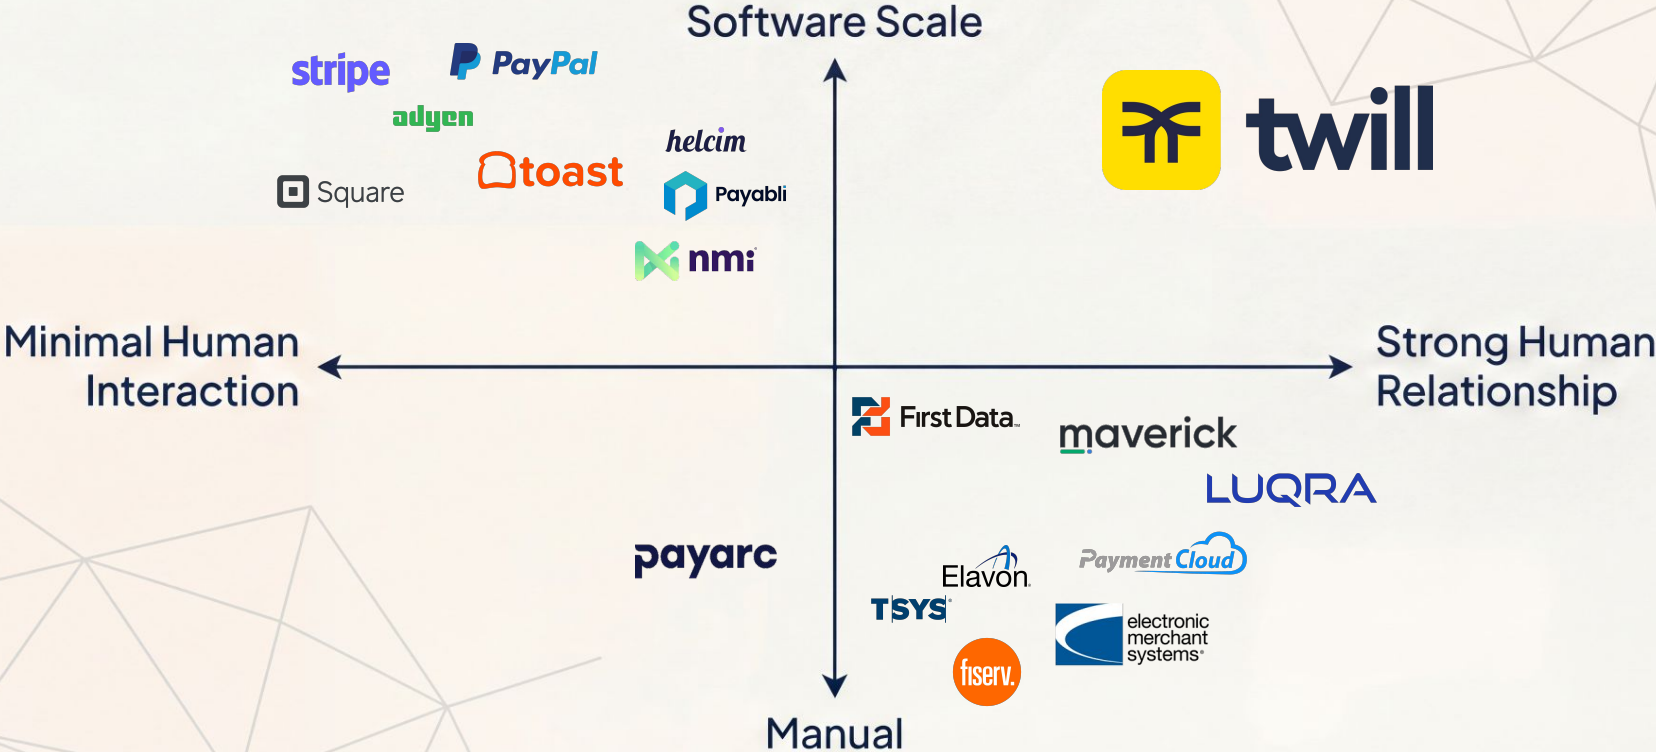 Software Scale
stripe
PayPal
adyen
helcim
twill
toast
Square
Payabli
nmi
Minimal Human
Interaction
Strong Human
Relationship
First Data™
maverick
LUQRA
payarc
Elavon
Payment Cloud
TSYS®
electronic
merchant
systems®
fiserv.
Manual